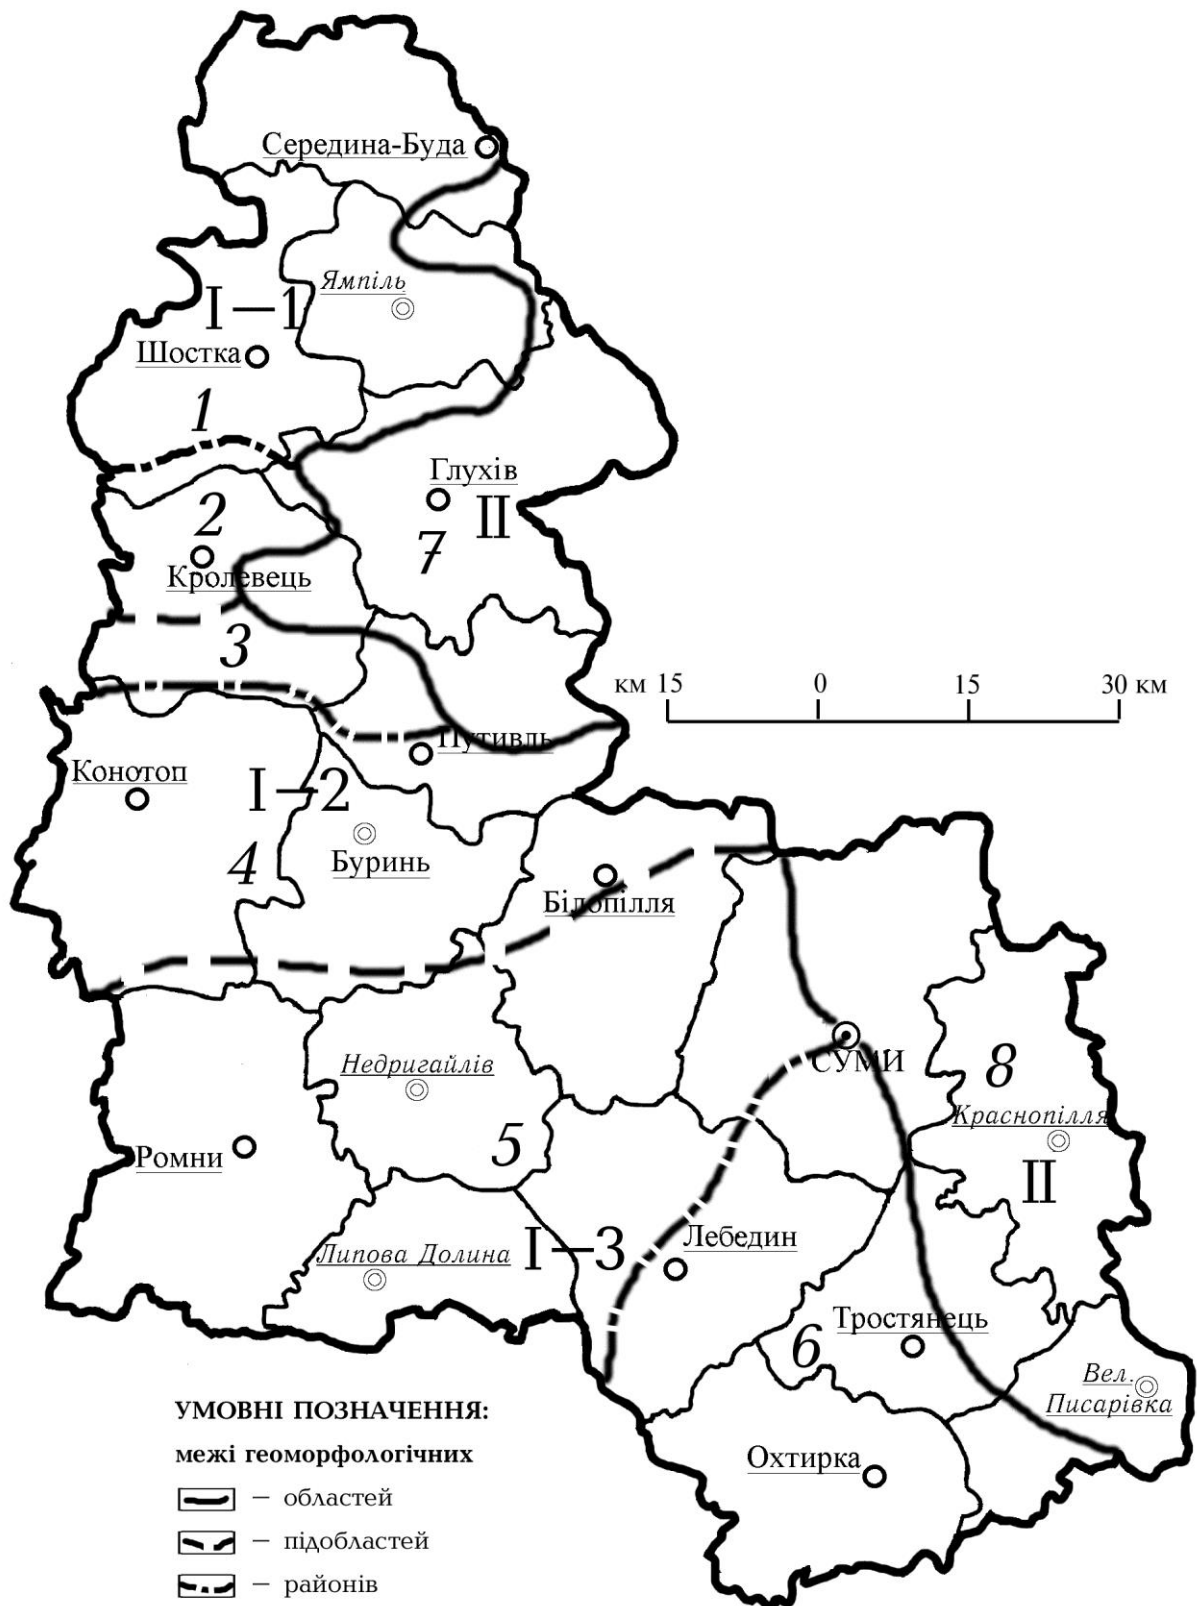 Середина-Буда
Ямпіль
I – 1
Шостка
1
Глухів
2
II
7
Кролевець
3
км 15 0 15 30 км
Путивль
Конотоп
I – 2
4
Буринь
Білопілля
СУМИ
Недригайлів
8
Краснопілля
5
Ромни
II
Лебедин
Липова Долина
I – 3
Тростянець
6
Вел.
Писарівка
УМОВНІ ПОЗНАЧЕННЯ:
межі геоморфологічних
Охтирка
– областей
– підобластей
– районів